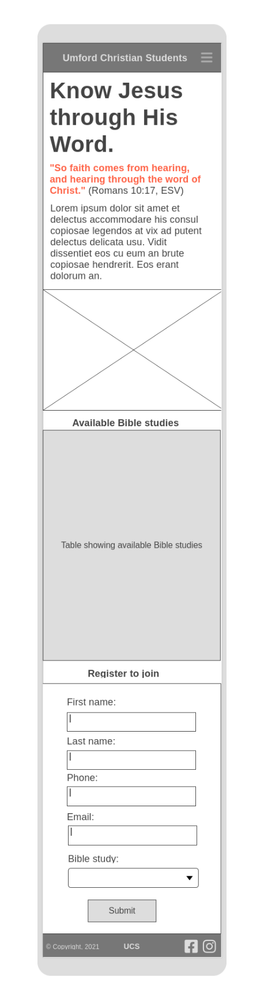 Umford Christian Students
Know Jesus
through His
Word.
"So faith comes from hearing,
and hearing through the word of
Christ." (Romans 10:17, ESV)
Lorem ipsum dolor sit amet et
delectus accommodare his consul
copiosae legendos at vix ad putent
delectus delicata usu. Vidit
dissentiet eos cu eum an brute
copiosae hendrerit. Eos erant
dolorum an.
Available Bible studies
Table showing available Bible studies
Register to join
First name:
Last name:
Phone:
Email:
Bible study:
Submit
© Copyright, 2021
UCS